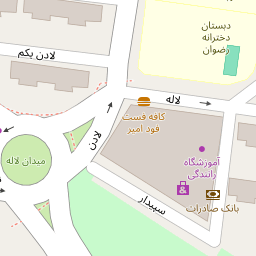 دبستان
دخترانه
رضوان
لادن یکم
لاله
کافه فست
فود امیر
لادن
میدان لاله
آموزشگاه
رانندگی
بانک صادرات
سپیدار